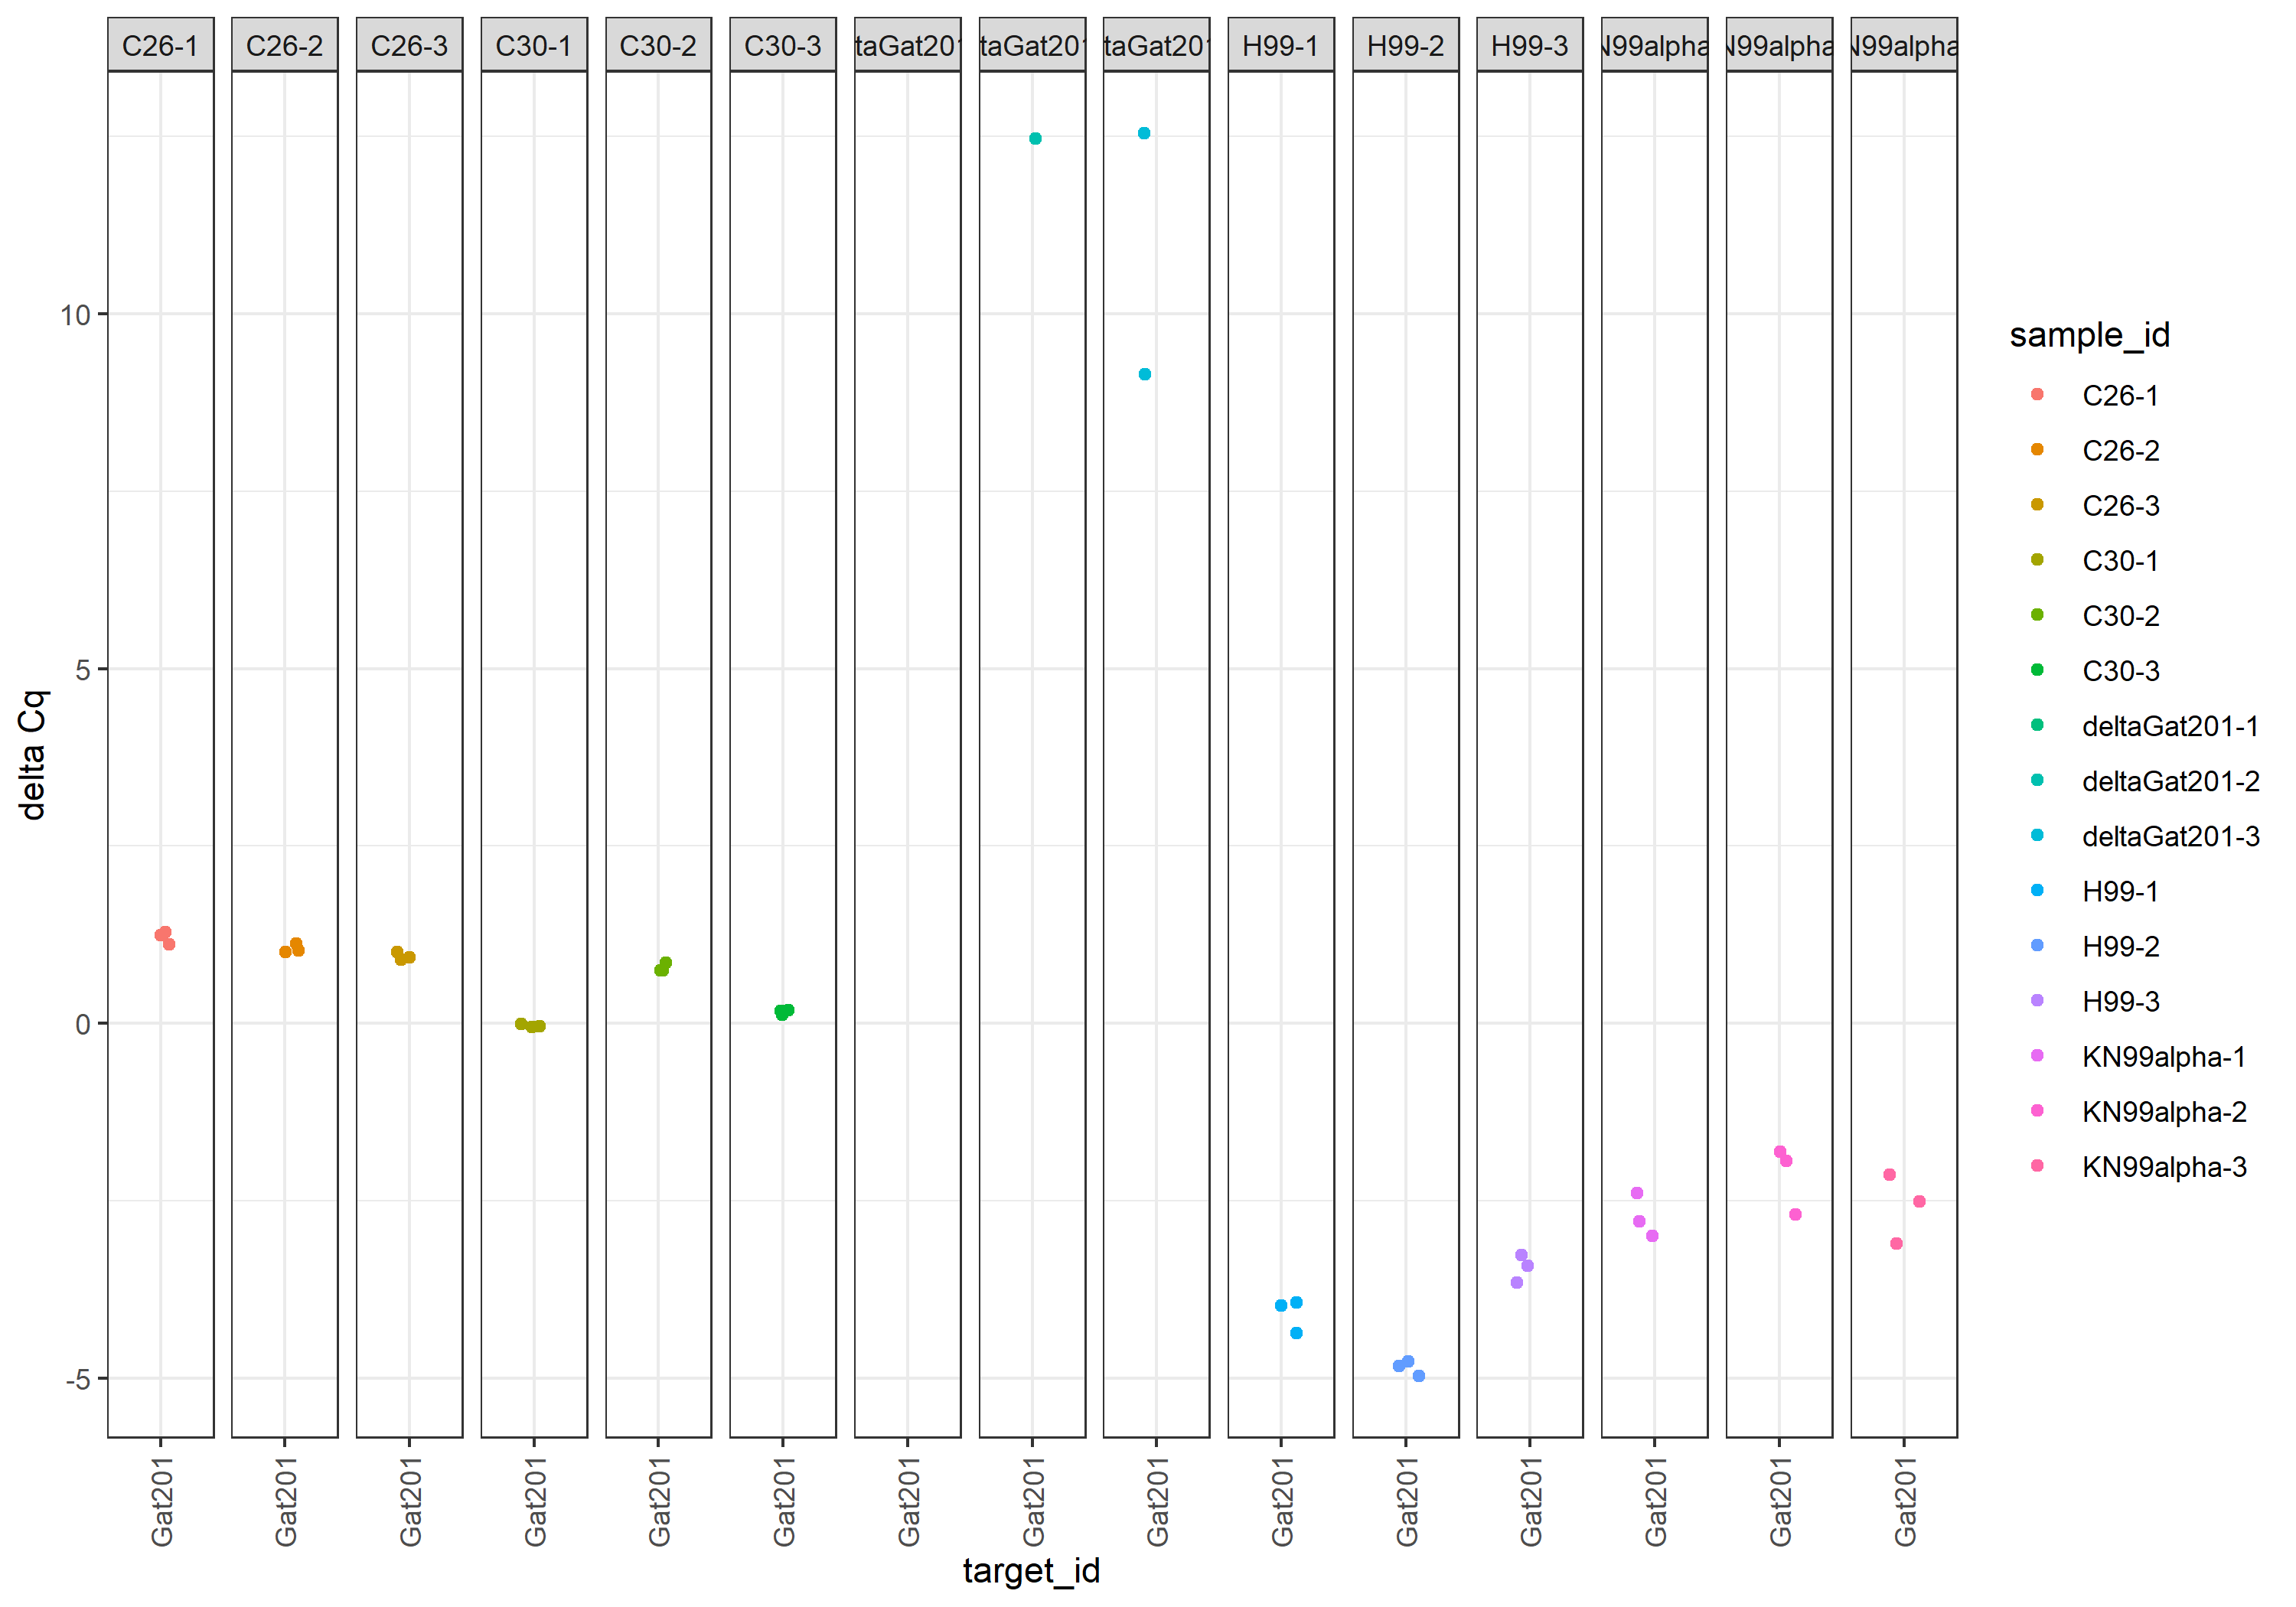 C26-1 C26-2 C26-3 C30-1 C30-2 C30-3 taGat201 taGat201 taGat201 H99-1 H99-2 H99-3 N99alpha N99alpha N99alpha
10
5
0
-5
delta Cq
Gat201 Gat201 Gat201 Gat201 Gat201 Gat201 Gat201 Gat201 Gat201 Gat201 Gat201 Gat201 Gat201 Gat201 Gat201
target_id
sample_id
C26-1
C26-2
C26-3
C30-1
C30-2
C30-3
deltaGat201-1
deltaGat201-2
deltaGat201-3
H99-1
H99-2
H99-3
KN99alpha-1
KN99alpha-2
KN99alpha-3